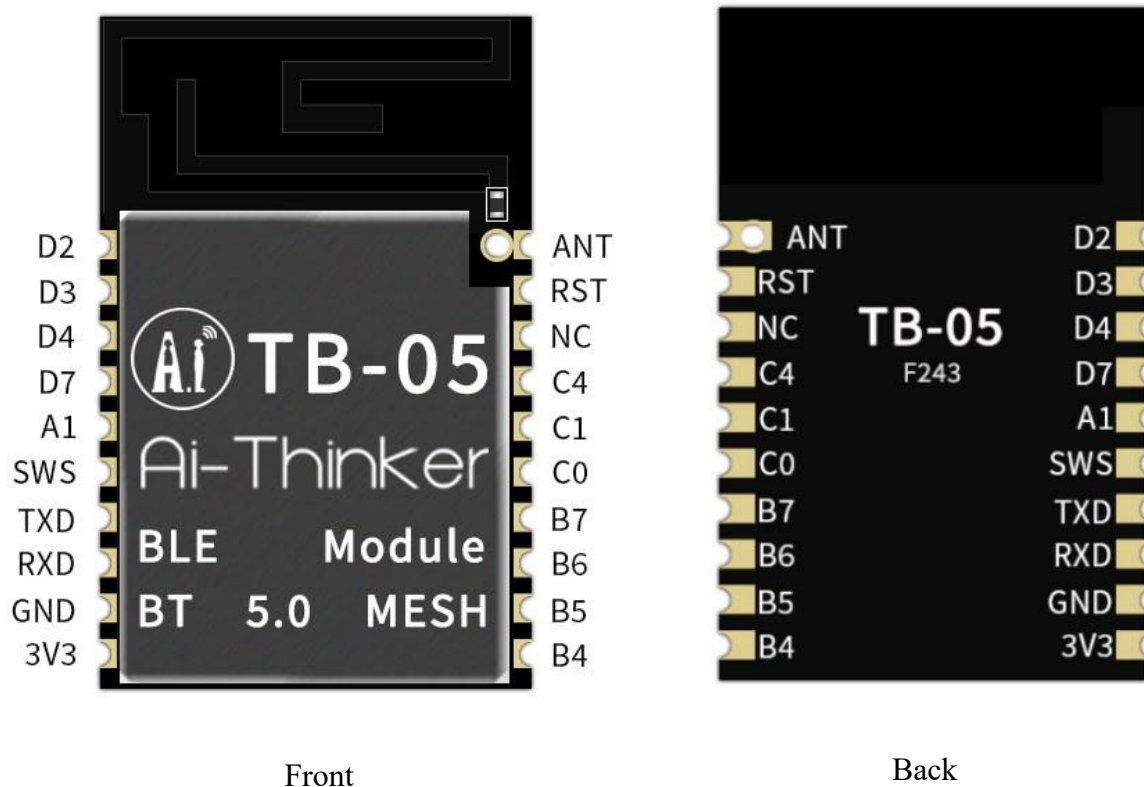 D2 ANT
D3 RST
D4 NC
D7 C4
A1 C1
SWS C0
TXD B7
RXD B6
GND B5
3V3 B4
A.i TB-05
Ai-Thinker
BLE Module
BT 5.0 MESH
Front
ANT D2
RST D3
NC D4
C4 D7
C1 A1
C0 SWS
B7 TXD
B6 RXD
B5 GND
B4 3V3
TB-05
F243
Back